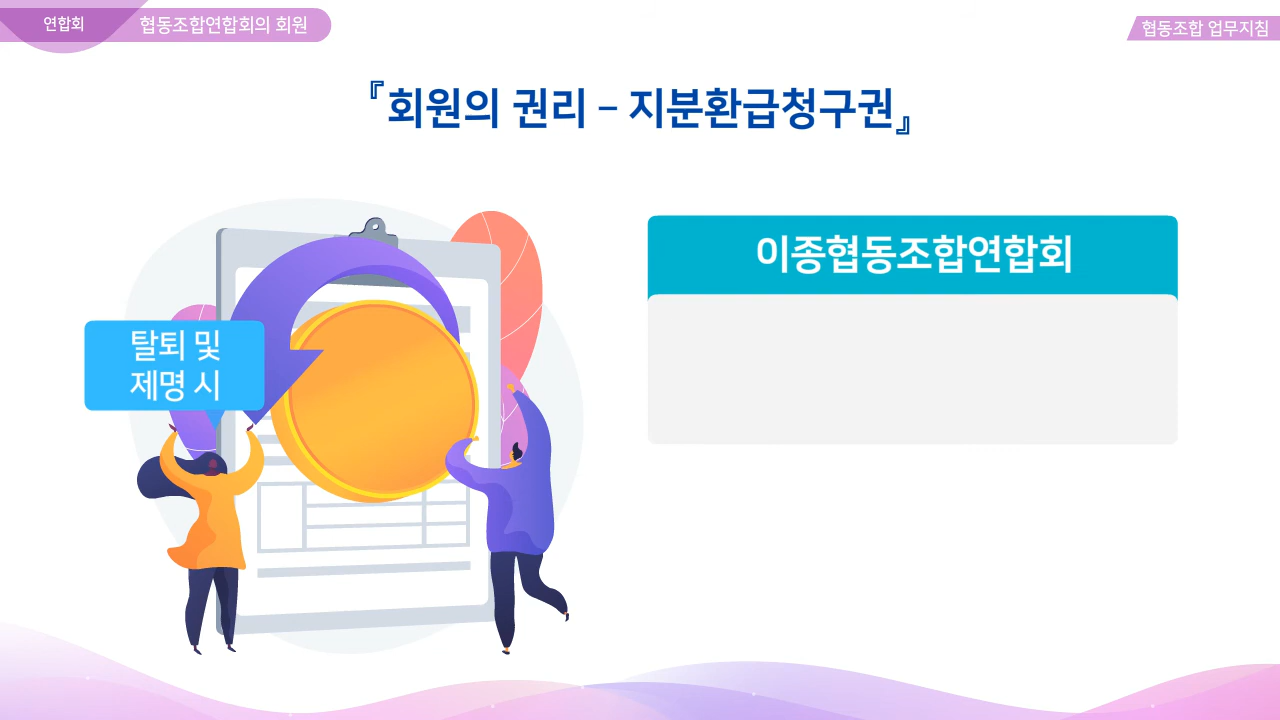 연합회
협동조합연합회의 회원
협동조합 업무지침
『회원의 권리 – 지분환급청구권』
이종협동조합연합회
탈퇴 및
제명 시